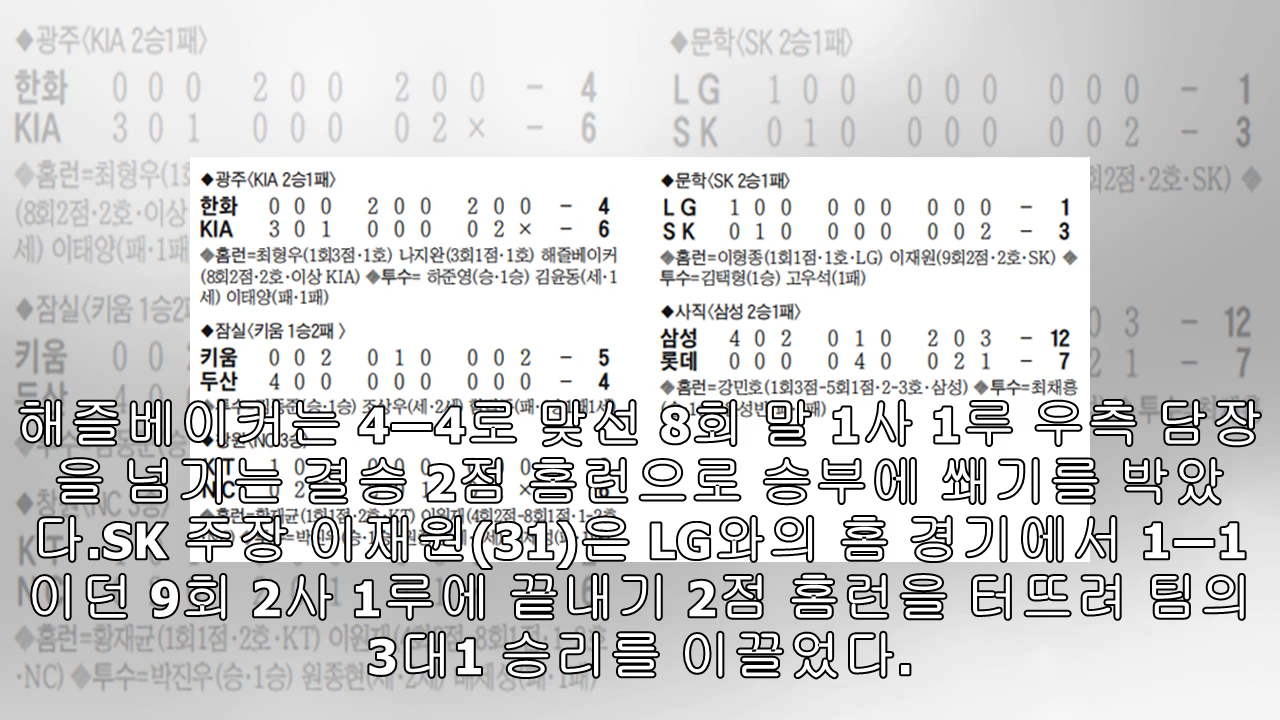 ◆광주〈KIA 2승1패〉
한화 0 0 0 2 0 0 2 0 0 - 4
KIA 3 0 1 0 0 0 0 2 × - 6
◆홈런=최형우(1회3점·1호) 나지완(3회1점·1호) 해즐베이커
(8회2점·2호·이상 KIA) ◆투수= 하준영(승·1승) 김윤동(세·1
세) 이태양(패·1패)
◆잠실〈키움 1승2패 〉
키움 0 0 2 0 1 0 0 0 2 - 5
두산 4 0 0 0 0 0 0 0 0 - 4
◆문학〈SK 2승1패〉
L G 1 0 0 0 0 0 0 0 0 - 1
S K 0 1 0 0 0 0 0 0 2 - 3
◆홈런=이형종(1회1점·1호·LG) 이재원(9회2점·2호·SK) ◆
투수=김택형(1승) 고우석(1패)
◆사직〈삼성 2승1패〉
삼성 4 0 2 0 1 0 2 0 3 - 12
롯데 0 0 0 0 4 0 0 2 1 - 7
◆홈런=강민호(1회3점-5회1점·2-3호·삼성) ◆투수=최채흥
해즐베이커는 4—4로 맞선 8회 말 1사 1루 우측 담장
을 넘기는 결승 2점 홈런으로 승부에 쐐기를 박았
다.SK 주장 이재원(31)은 LG와의 홈 경기에서 1—1
이던 9회 2사 1루에 끝내기 2점 홈런을 터뜨려 팀의
3대1 승리를 이끌었다.